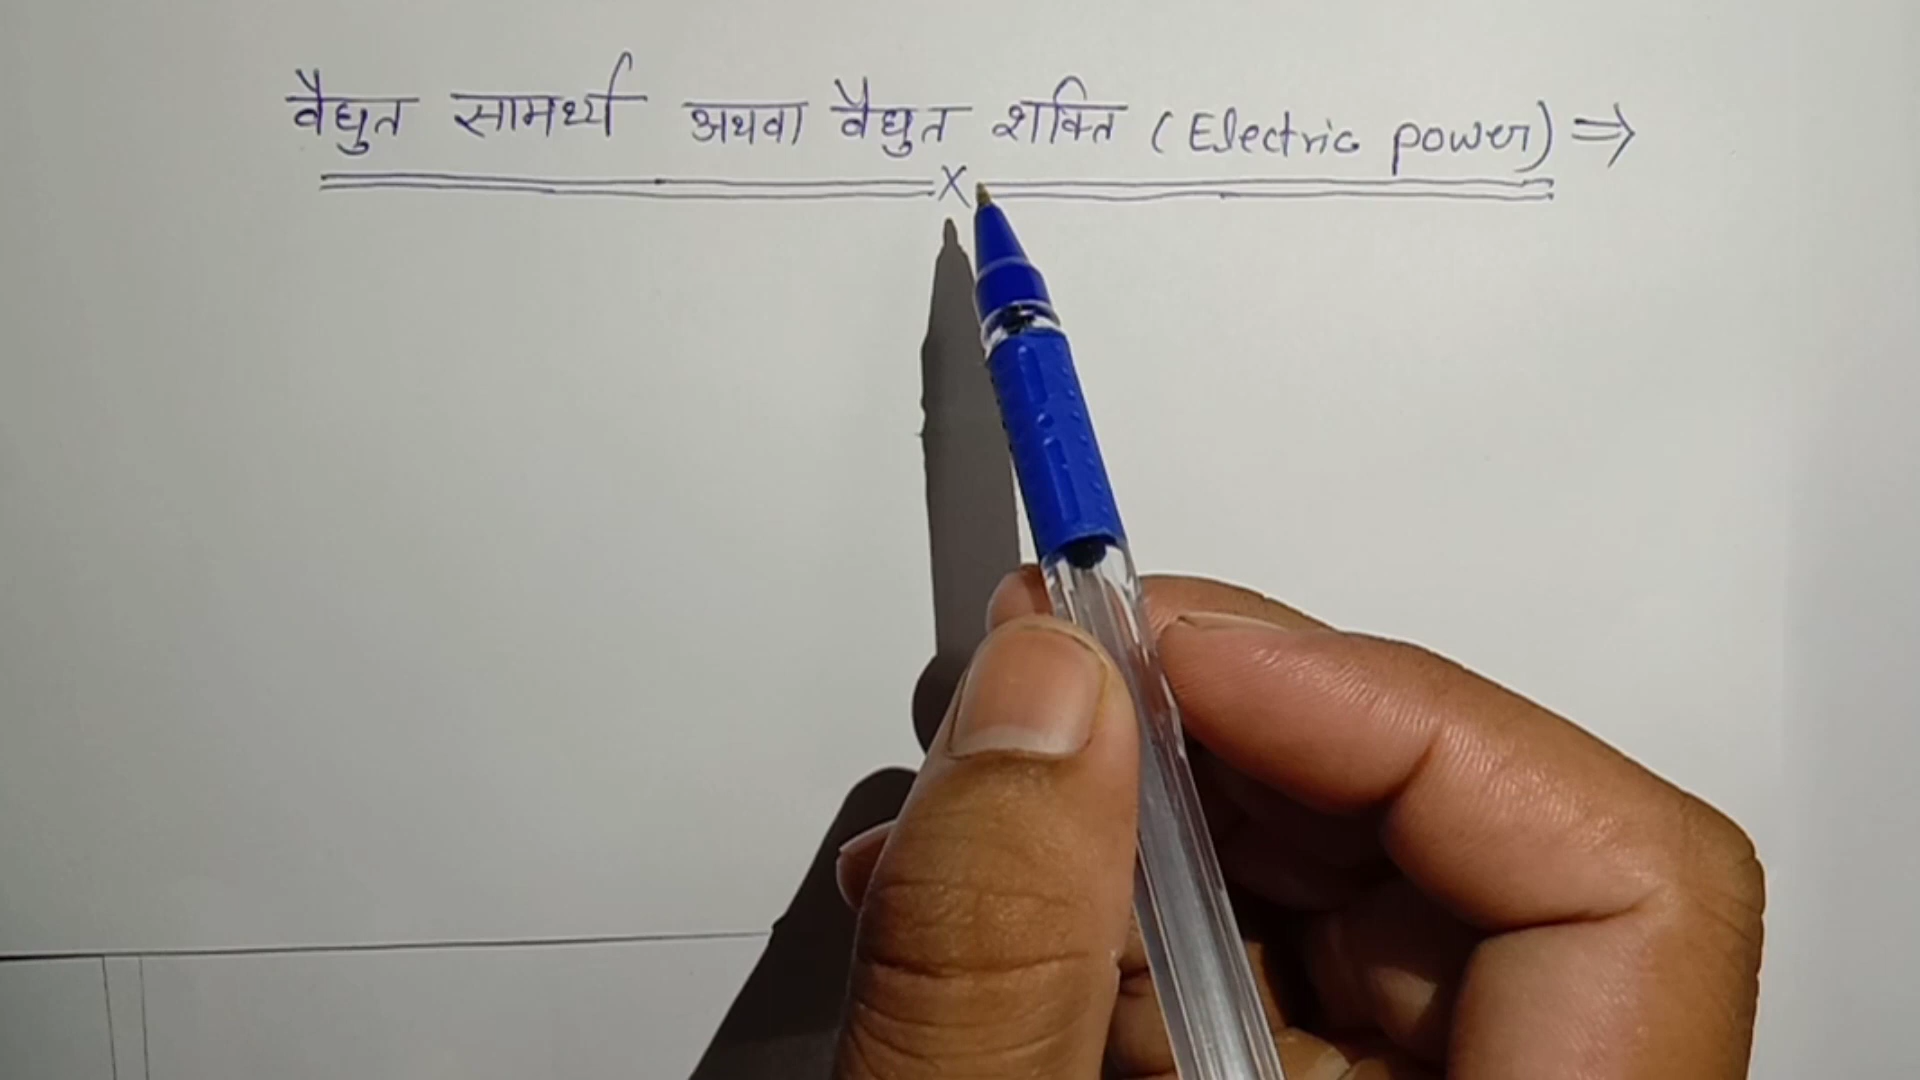 वैद्युत सामर्थ्य अथवा वैद्युत शक्ति (Electric power) ⇒
x